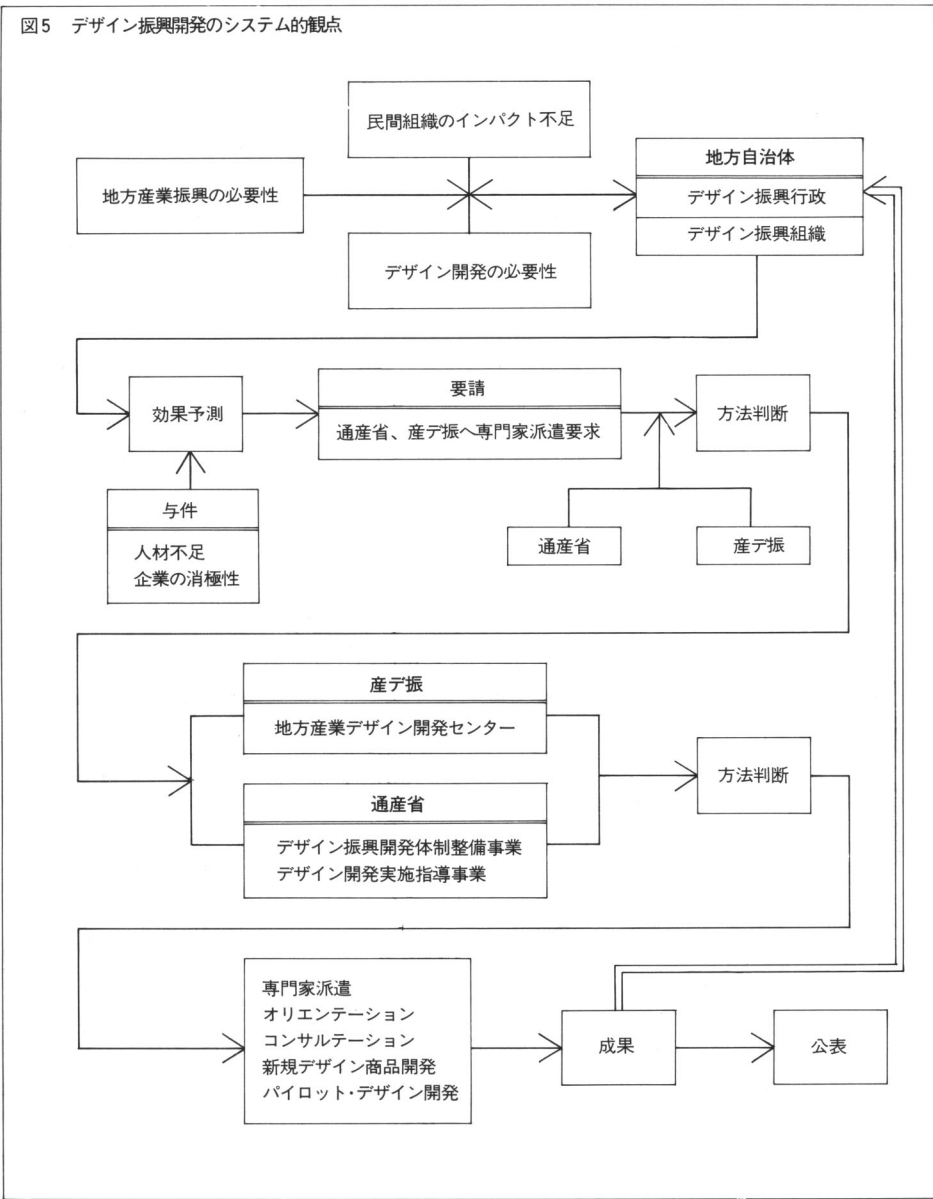 図5 デザイン振興開発のシステム的観点
民間組織のインパクト不足
地方産業振興の必要性
デザイン開発の必要性
地方自治体
デザイン振興行政
デザイン振興組織
効果予測
与件
人材不足
企業の消極性
要請
通産省、産デ振へ専門家派遣要求
通産省
産デ振
方法判断
産デ振
地方産業デザイン開発センター
通産省
デザイン振興開発体制整備事業
デザイン開発実施指導事業
方法判断
専門家派遣
オリエンテーション
コンサルテーション
新規デザイン商品開発
パイロット・デザイン開発
成果
公表